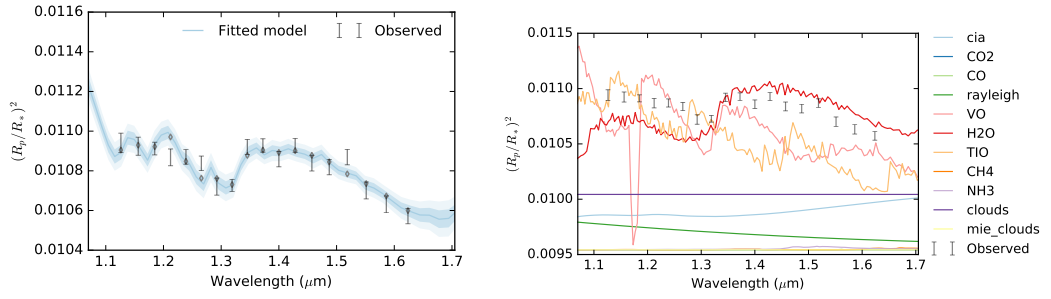 0.0116
0.0114
0.0112
0.0110
0.0108
0.0106
0.0104
(Rp/R*)²
Fitted model
Observed
1.1 1.2 1.3 1.4 1.5 1.6 1.7
Wavelength (μm)
0.0115
0.0110
0.0105
0.0100
0.0095
(Rp/R*)²
1.1 1.2 1.3 1.4 1.5 1.6 1.7
Wavelength (μm)
cia
CO2
CO
rayleigh
VO
H2O
TIO
CH4
NH3
clouds
mie_clouds
Observed